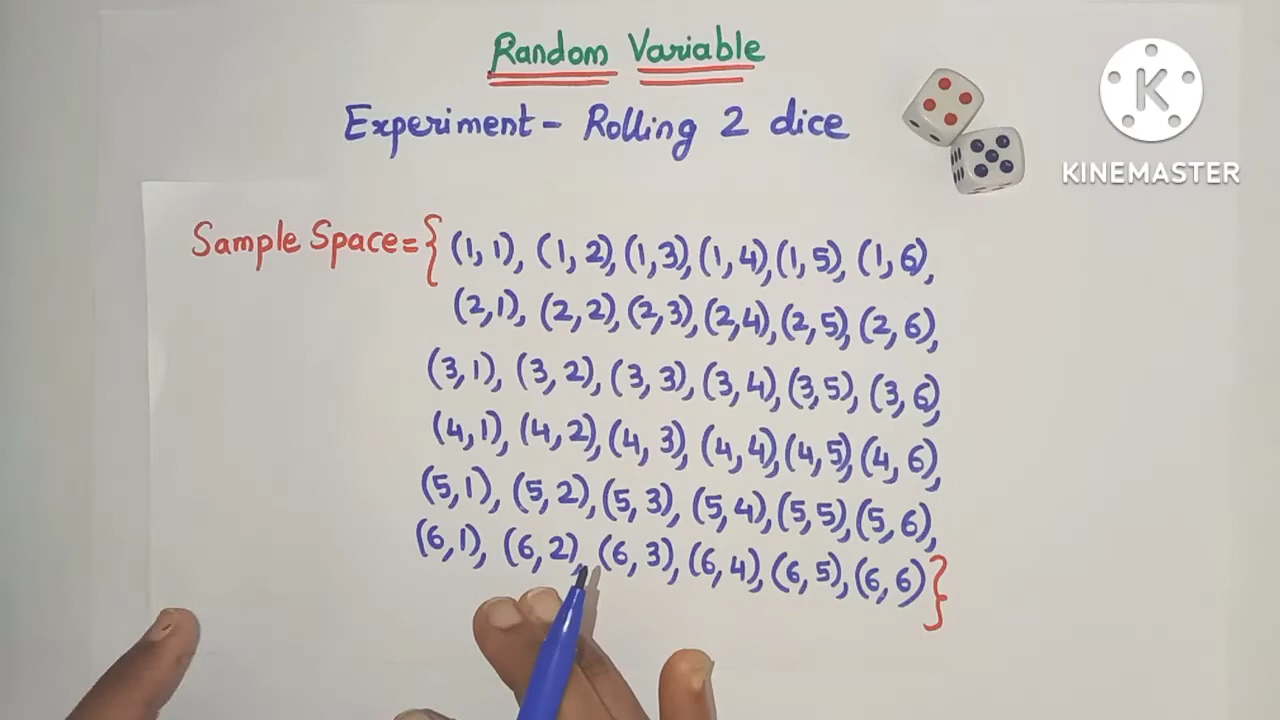 Random Variable
Experiment - Rolling 2 dice
K
KINEMASTER
Sample Space = { (1, 1), (1, 2), (1, 3), (1, 4), (1, 5), (1, 6),
(2, 1), (2, 2), (2, 3), (2, 4), (2, 5), (2, 6),
(3, 1), (3, 2), (3, 3), (3, 4), (3, 5), (3, 6),
(4, 1), (4, 2), (4, 3), (4, 4), (4, 5), (4, 6),
(5, 1), (5, 2), (5, 3), (5, 4), (5, 5), (5, 6),
(6, 1), (6, 2), (6, 3), (6, 4), (6, 5), (6, 6) }